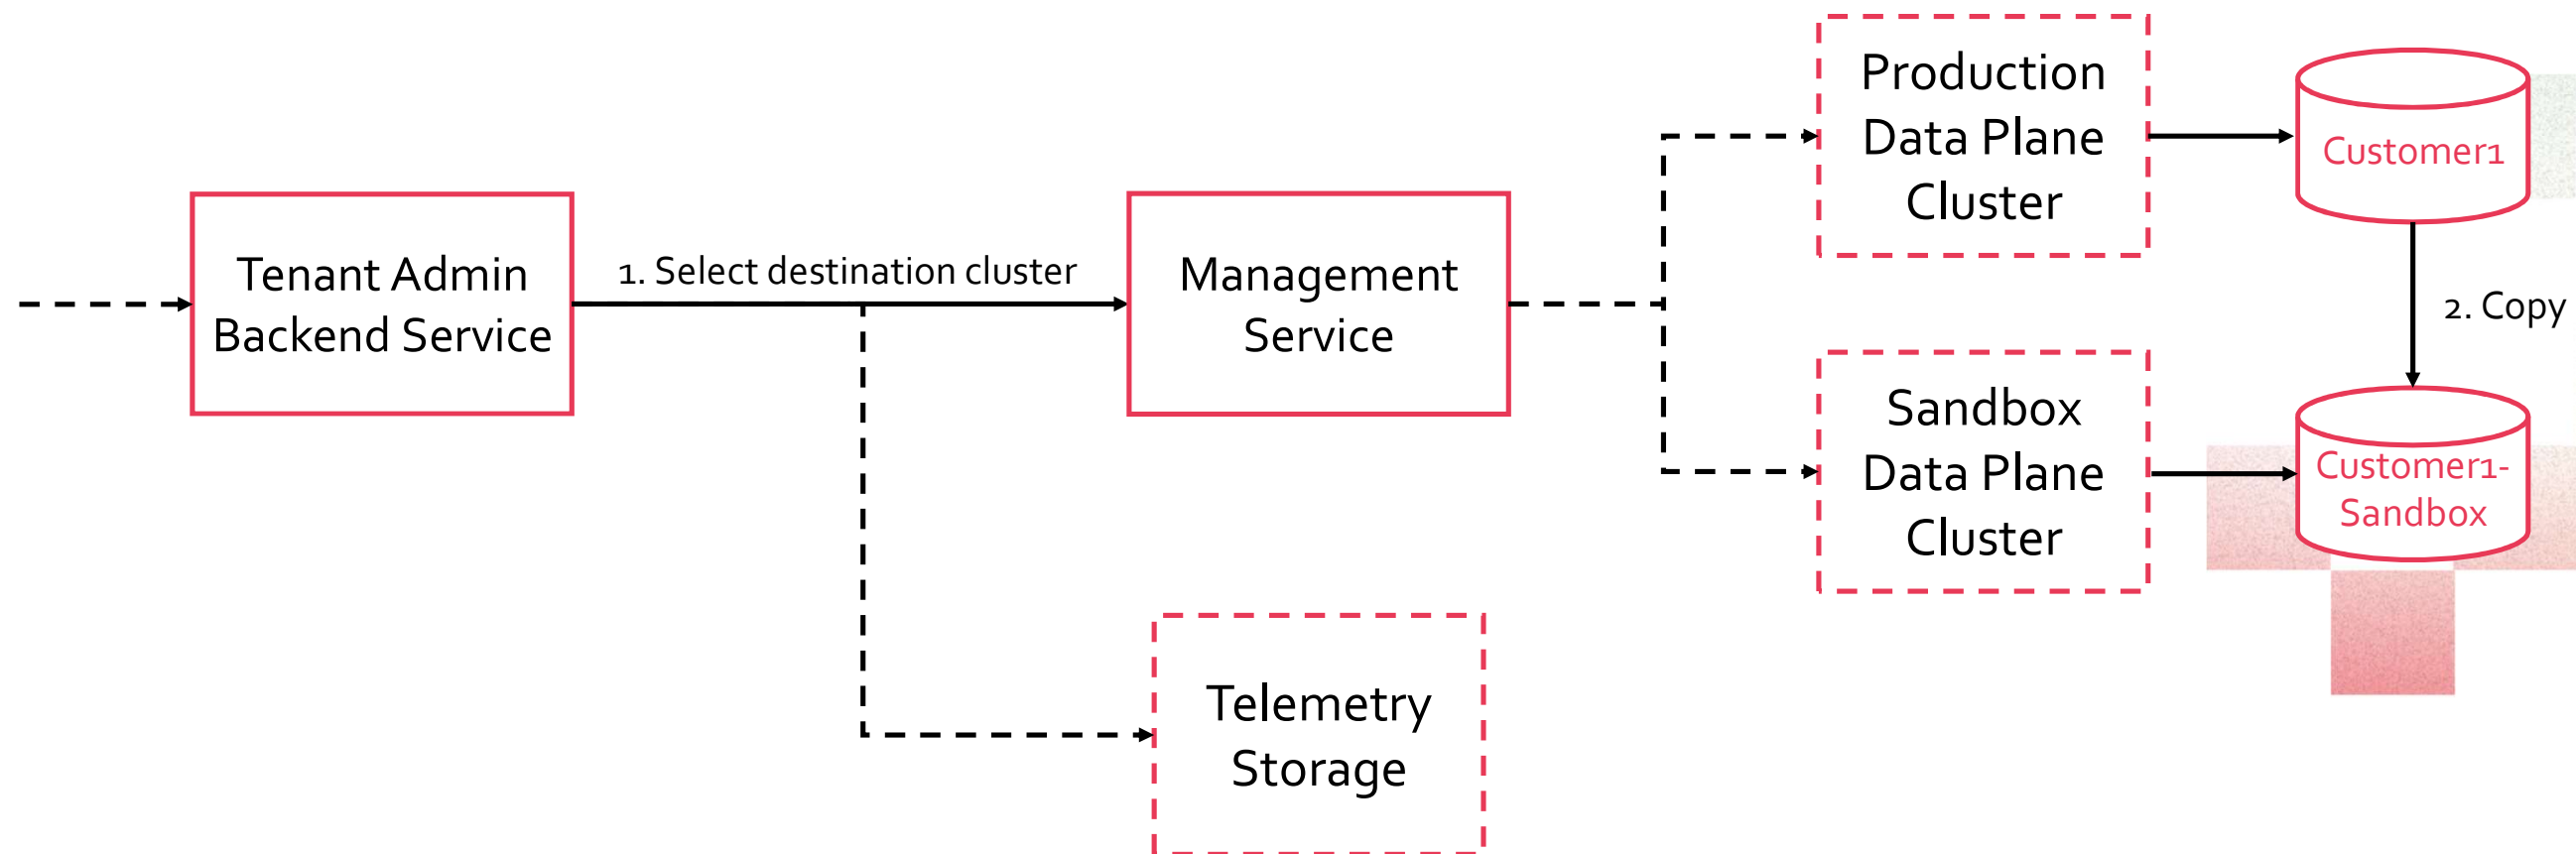 Tenant Admin
Backend Service
1. Select destination cluster
Management
Service
Telemetry
Storage
Production
Data Plane
Cluster
Sandbox
Data Plane
Cluster
Customer1
2. Copy
Customer1-
Sandbox